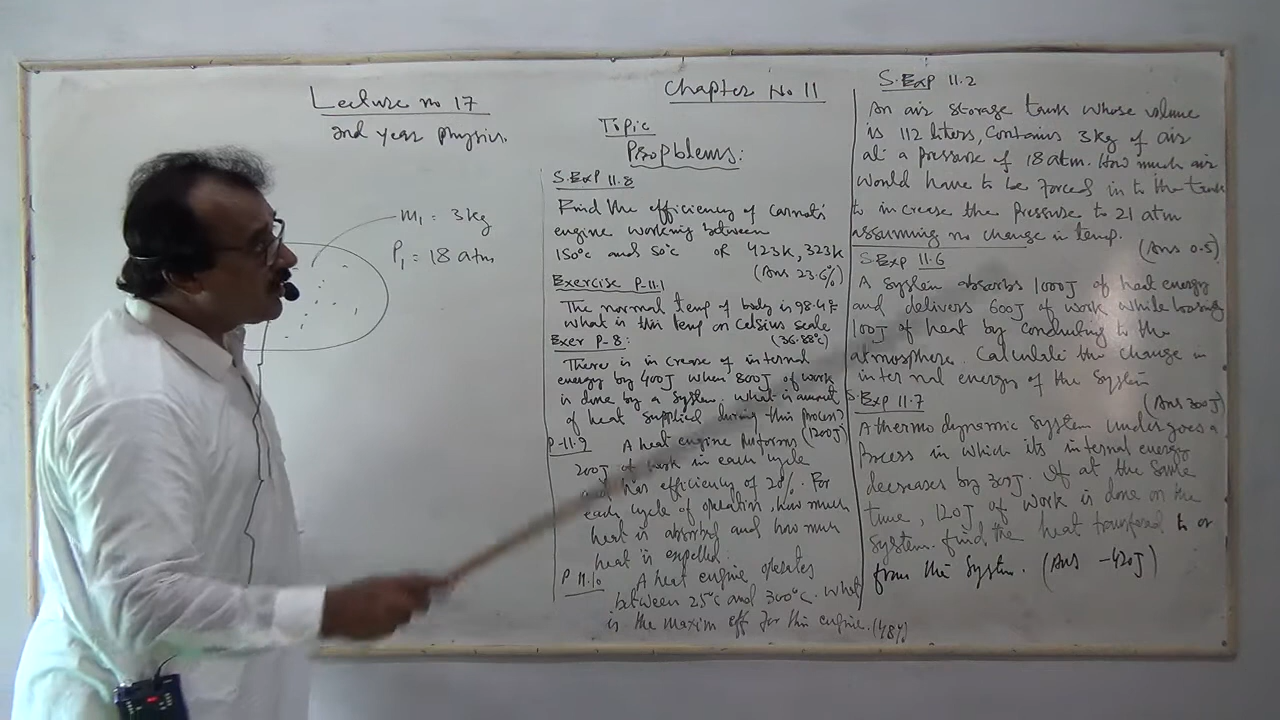 Lecture no 17
2nd year physics.
m₁ = 3 kg
P₁ = 18 atm
Chapter No 11
Topic
Propblems:
S. Exp 11.8
Find the efficiency of Carnot's
engine working between
150°c and 50°c or 423k, 323k
(Ans 23.6%)
Exercise P-11.1
The normal temp of body is 98.4°F
what is this temp on Celsius scale
(36.88°c)
Exer P-8:
There is in crease of internal
energy by 400J when 800J of work
is done by a system. what is amount
of heat supplied during this process?
(1200J)
P-11.9 A heat engine performs
200J of work in each cycle
and has efficiency of 20%. For
each cycle of operation, how much
heat is absorbed and how much
heat is expelled.
P 11.10 A heat engine operates
between 25°c and 300°c. what
is the maxim eff for this engine. (48%)
S. Exp 11.2
An air storage tank whose volume
is 112 liters, Contains 3kg of air
at a pressure of 18 atm. How much air
would have to be forced in to the tank
to increase the pressure to 21 atm
assuming no change in temp.
(Ans 0.5)
S Exp 11.6
A system absorbs 1000J of heat energy
and delivers 600J of work while loosing
100J of heat by conducting to the
atmosphere. Calculate the change in
internal energy of the system
(Ans 300J)
S. Exp 11.7
A thermo dynamic system undergoes a
Process in which its internal energy
decreases by 300J. If at the same
time, 120J of work is done on the
system. find the heat transferred to or
from the system. (Ans -420J)